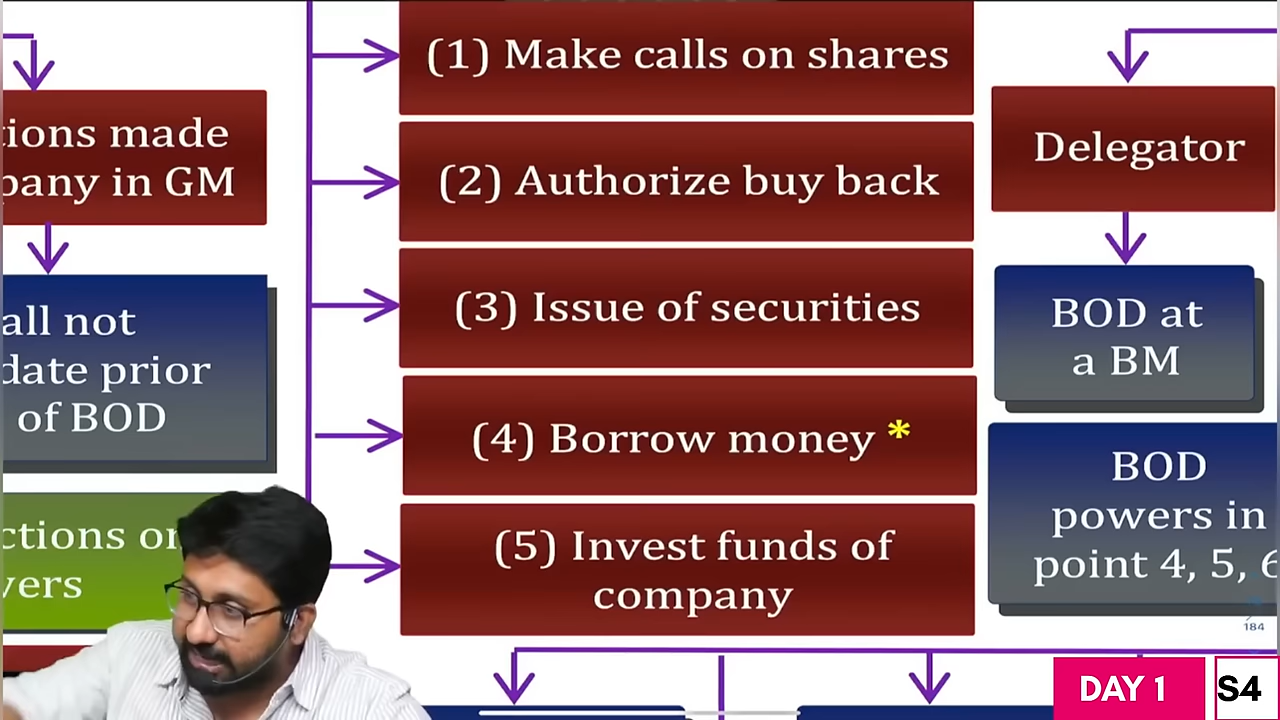 tions made
pany in GM
all not
date prior
of BOD
ctions on
vers
(1) Make calls on shares
(2) Authorize buy back
(3) Issue of securities
(4) Borrow money *
(5) Invest funds of
company
Delegator
BOD at
a BM
BOD
powers in
point 4, 5, 6
184
DAY 1
S4